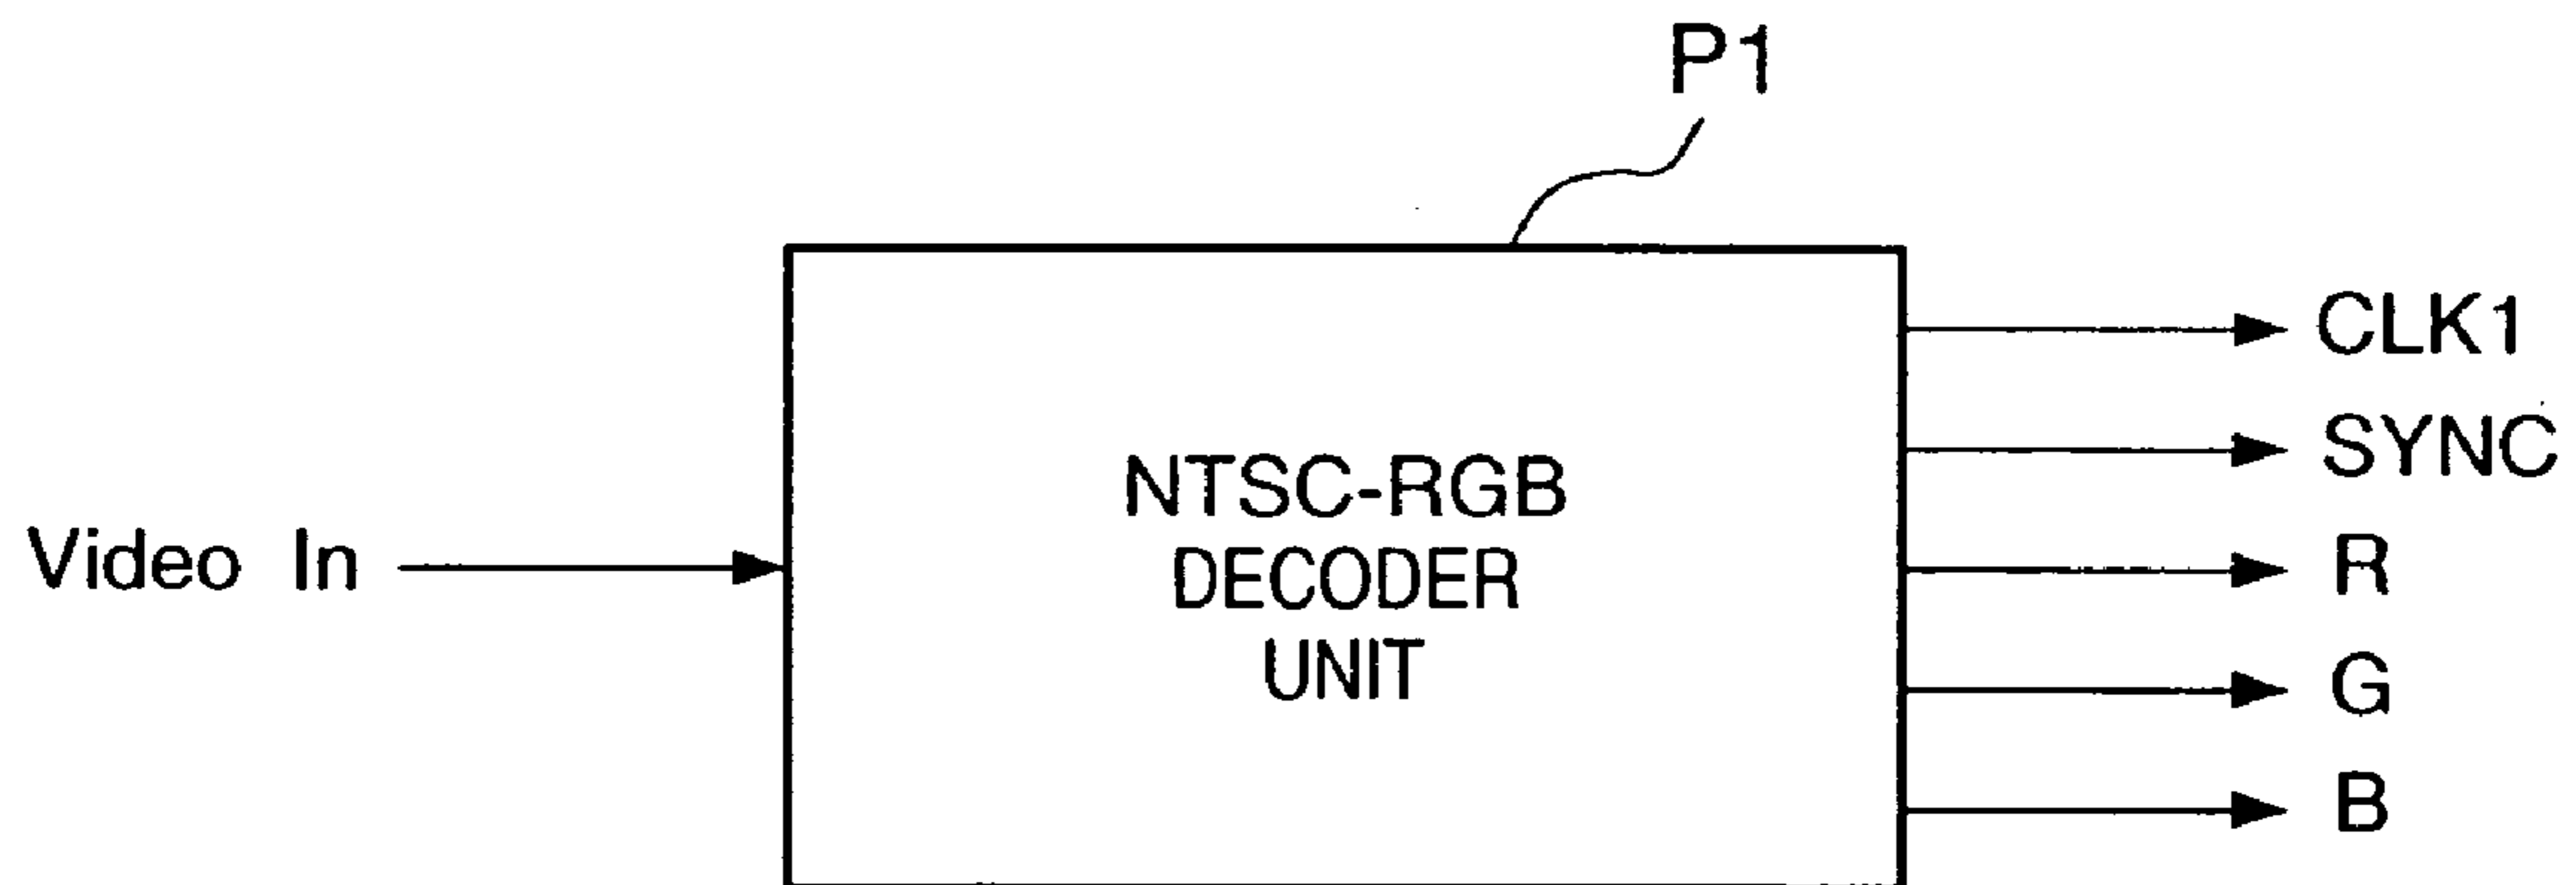 P1
CLK1
SYNC
NTSC-RGB
DECODER
UNIT
Video In
R
G
B